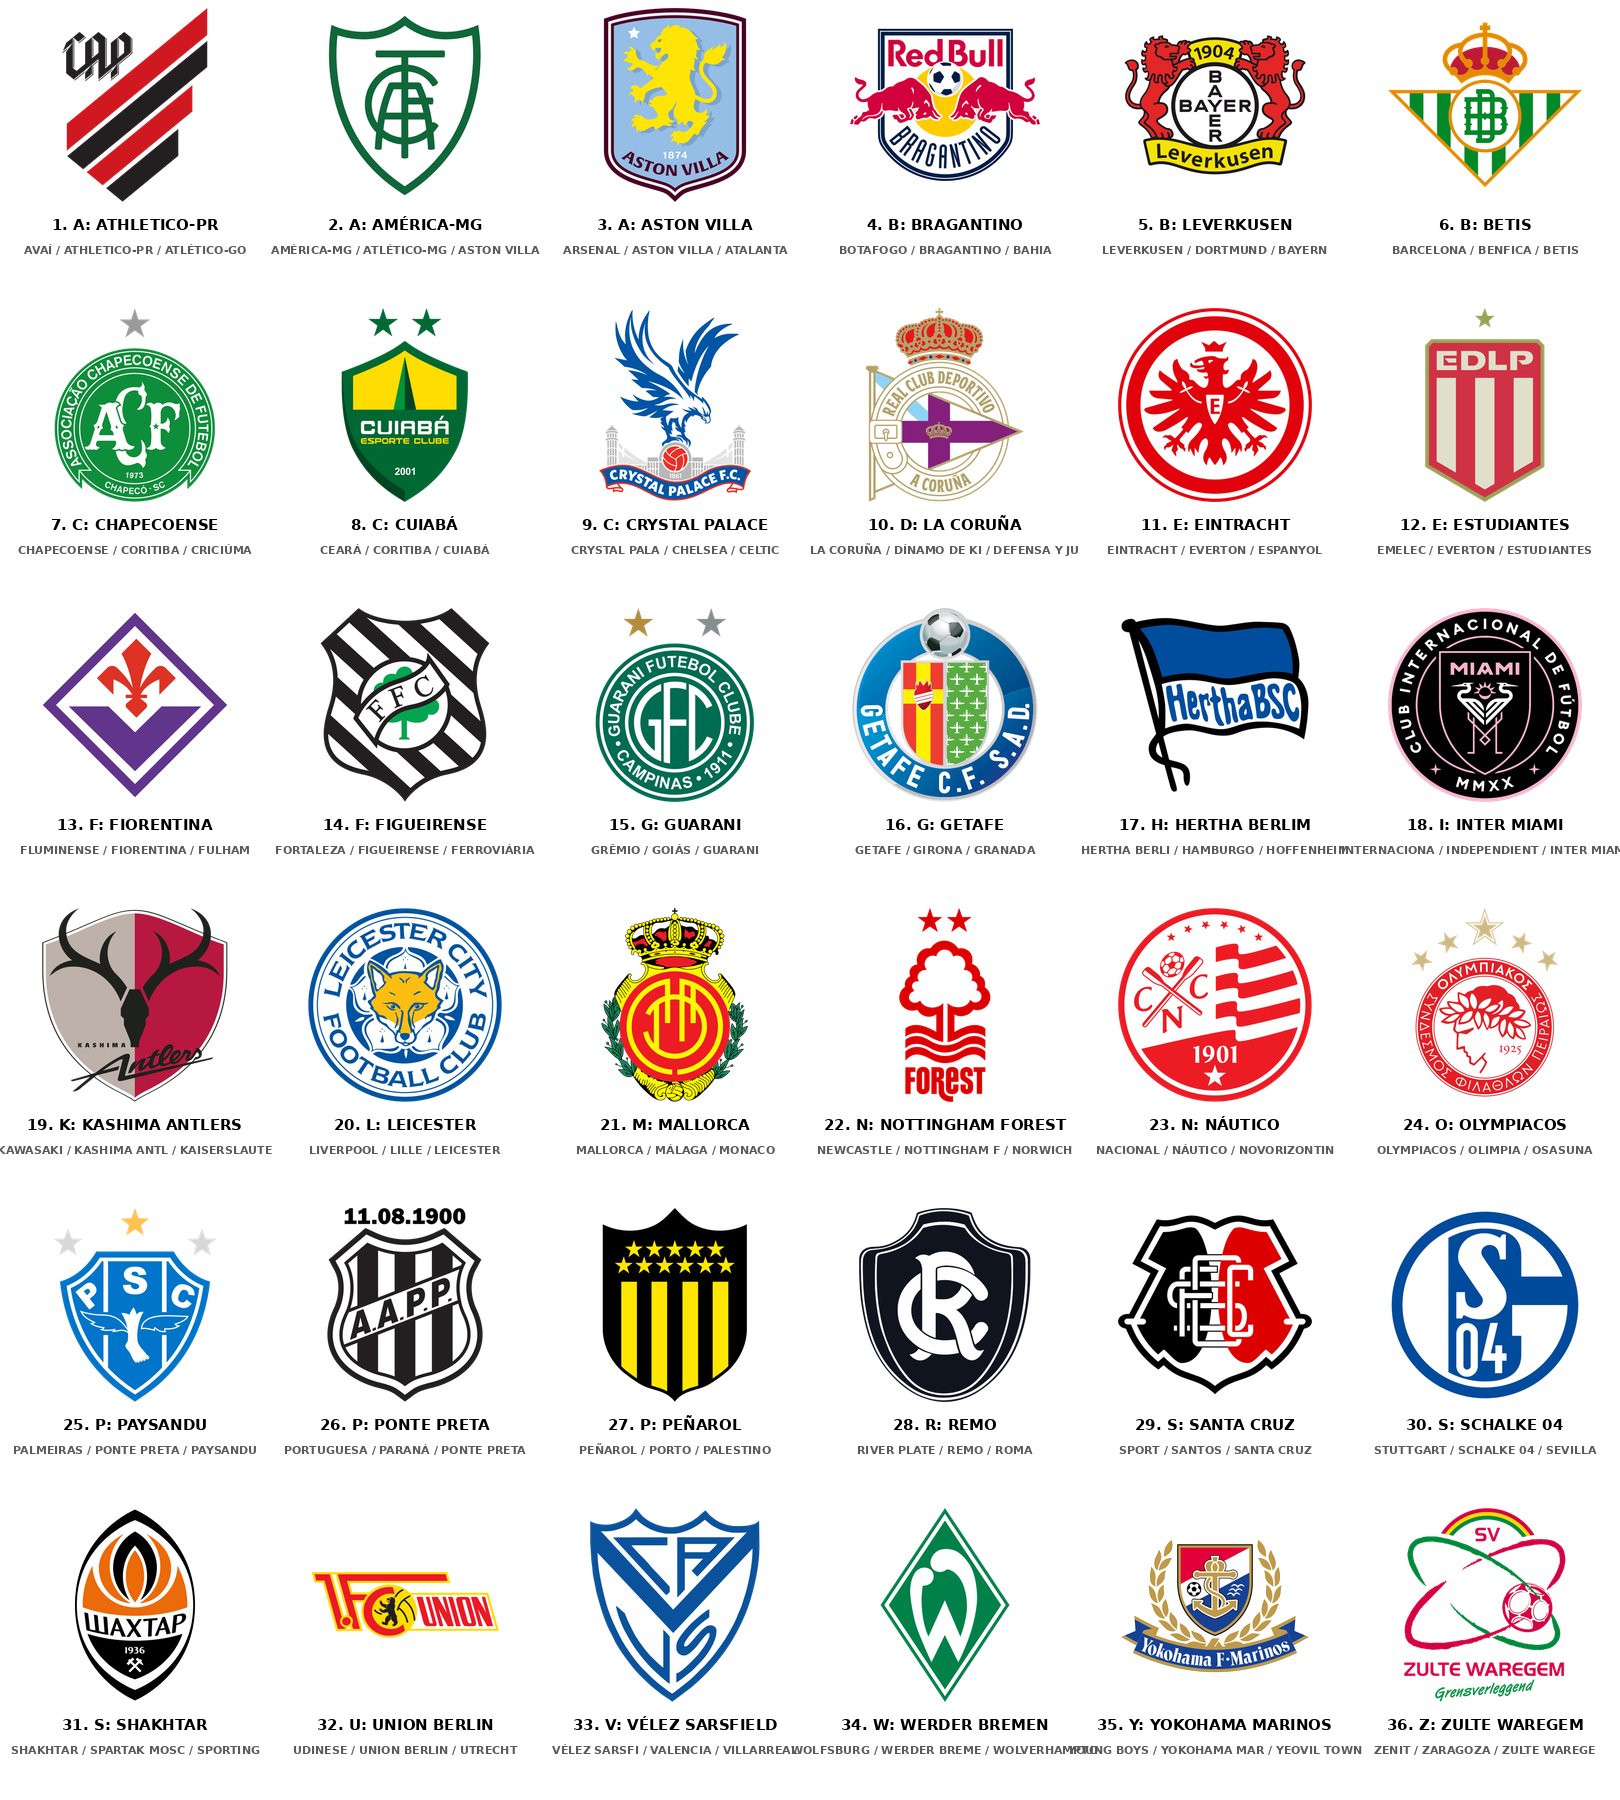 CAP
1. A: ATHLETICO-PR
AVAÍ / ATHLETICO-PR / ATLÉTICO-GO
2. A: AMÉRICA-MG
AMÉRICA-MG / ATLÉTICO-MG / ASTON VILLA
1874
ASTON VILLA
3. A: ASTON VILLA
ARSENAL / ASTON VILLA / ATALANTA
Red Bull
BRAGANTINO
4. B: BRAGANTINO
BOTAFOGO / BRAGANTINO / BAHIA
1904
BAYER
BAYER
Leverkusen
5. B: LEVERKUSEN
LEVERKUSEN / DORTMUND / BAYERN
6. B: BETIS
BARCELONA / BENFICA / BETIS
ASSOCIAÇÃO CHAPECOENSE DE FUTEBOL
ACF
1973
CHAPECÓ - SC
7. C: CHAPECOENSE
CHAPECOENSE / CORITIBA / CRICIÚMA
CUIABÁ
ESPORTE CLUBE
2001
8. C: CUIABÁ
CEARÁ / CORITIBA / CUIABÁ
CRYSTAL PALACE F.C.
9. C: CRYSTAL PALACE
CRYSTAL PALA / CHELSEA / CELTIC
REAL CLUB DEPORTIVO
A CORUÑA
10. D: LA CORUÑA
LA CORUÑA / DÍNAMO DE KI / DEFENSA Y JU
E
11. E: EINTRACHT
EINTRACHT / EVERTON / ESPANYOL
EDLP
12. E: ESTUDIANTES
EMELEC / EVERTON / ESTUDIANTES
13. F: FIORENTINA
FLUMINENSE / FIORENTINA / FULHAM
FFC
14. F: FIGUEIRENSE
FORTALEZA / FIGUEIRENSE / FERROVIÁRIA
GUARANI FUTEBOL CLUBE
GFC
• CAMPINAS • 1911 •
15. G: GUARANI
GRÊMIO / GOIÁS / GUARANI
GETAFE C.F. S.A.D.
16. G: GETAFE
GETAFE / GIRONA / GRANADA
Hertha BSC
17. H: HERTHA BERLIM
HERTHA BERLI / HAMBURGO / HOFFENHEIM
CLUB INTERNACIONAL DE FÚTBOL
MIAMI
MMXX
18. I: INTER MIAMI
INTERNACIONA / INDEPENDIENT / INTER MIAM
KASHIMA
Antlers
19. K: KASHIMA ANTLERS
KAWASAKI / KASHIMA ANTL / KAISERSLAUTE
LEICESTER CITY
FOOTBALL CLUB
20. L: LEICESTER
LIVERPOOL / LILLE / LEICESTER
21. M: MALLORCA
MALLORCA / MÁLAGA / MONACO
FOREST
22. N: NOTTINGHAM FOREST
NEWCASTLE / NOTTINGHAM F / NORWICH
C C
N
1901
23. N: NÁUTICO
NACIONAL / NÁUTICO / NOVORIZONTIN
ΟΛΥΜΠΙΑΚΟΣ ΣΥΝΔΕΣΜΟΣ ΦΙΛΑΘΛΩΝ ΠΕΙΡΑΙΩΣ
1925
24. O: OLYMPIACOS
OLYMPIACOS / OLIMPIA / OSASUNA
PSC
25. P: PAYSANDU
PALMEIRAS / PONTE PRETA / PAYSANDU
11.08.1900
A.A.P.P.
26. P: PONTE PRETA
PORTUGUESA / PARANÁ / PONTE PRETA
27. P: PEÑAROL
PEÑAROL / PORTO / PALESTINO
28. R: REMO
RIVER PLATE / REMO / ROMA
29. S: SANTA CRUZ
SPORT / SANTOS / SANTA CRUZ
S
04
30. S: SCHALKE 04
STUTTGART / SCHALKE 04 / SEVILLA
ШАХТАР
1936
31. S: SHAKHTAR
SHAKHTAR / SPARTAK MOSC / SPORTING
1.FC UNION
32. U: UNION BERLIN
UDINESE / UNION BERLIN / UTRECHT
CA
VS
33. V: VÉLEZ SARSFIELD
VÉLEZ SARSFI / VALENCIA / VILLARREAL
W
34. W: WERDER BREMEN
WOLFSBURG / WERDER BREME / WOLVERHAMPTO
Yokohama F·Marinos
35. Y: YOKOHAMA MARINOS
YOUNG BOYS / YOKOHAMA MAR / YEOVIL TOWN
SV
ZULTE WAREGEM
Grensverleggend
36. Z: ZULTE WAREGEM
ZENIT / ZARAGOZA / ZULTE WAREGE